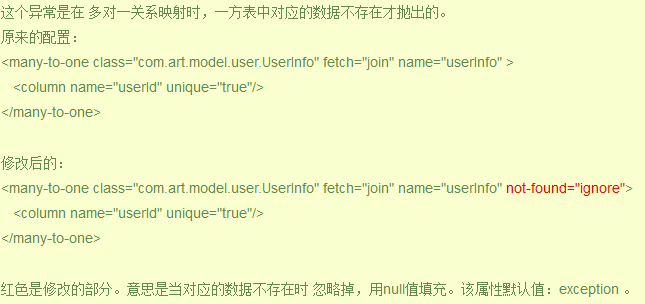 这个异常是在 多对一关系映射时，一方表中对应的数据不存在才抛出的。
原来的配置：
<many-to-one class="com.art.model.user.UserInfo" fetch="join" name="userInfo" >
<column name="userId" unique="true"/>
</many-to-one>
修改后的：
<many-to-one class="com.art.model.user.UserInfo" fetch="join" name="userInfo" not-found="ignore">
<column name="userId" unique="true"/>
</many-to-one>
红色是修改的部分。意思是当对应的数据不存在时 忽略掉，用null值填充。该属性默认值：exception 。